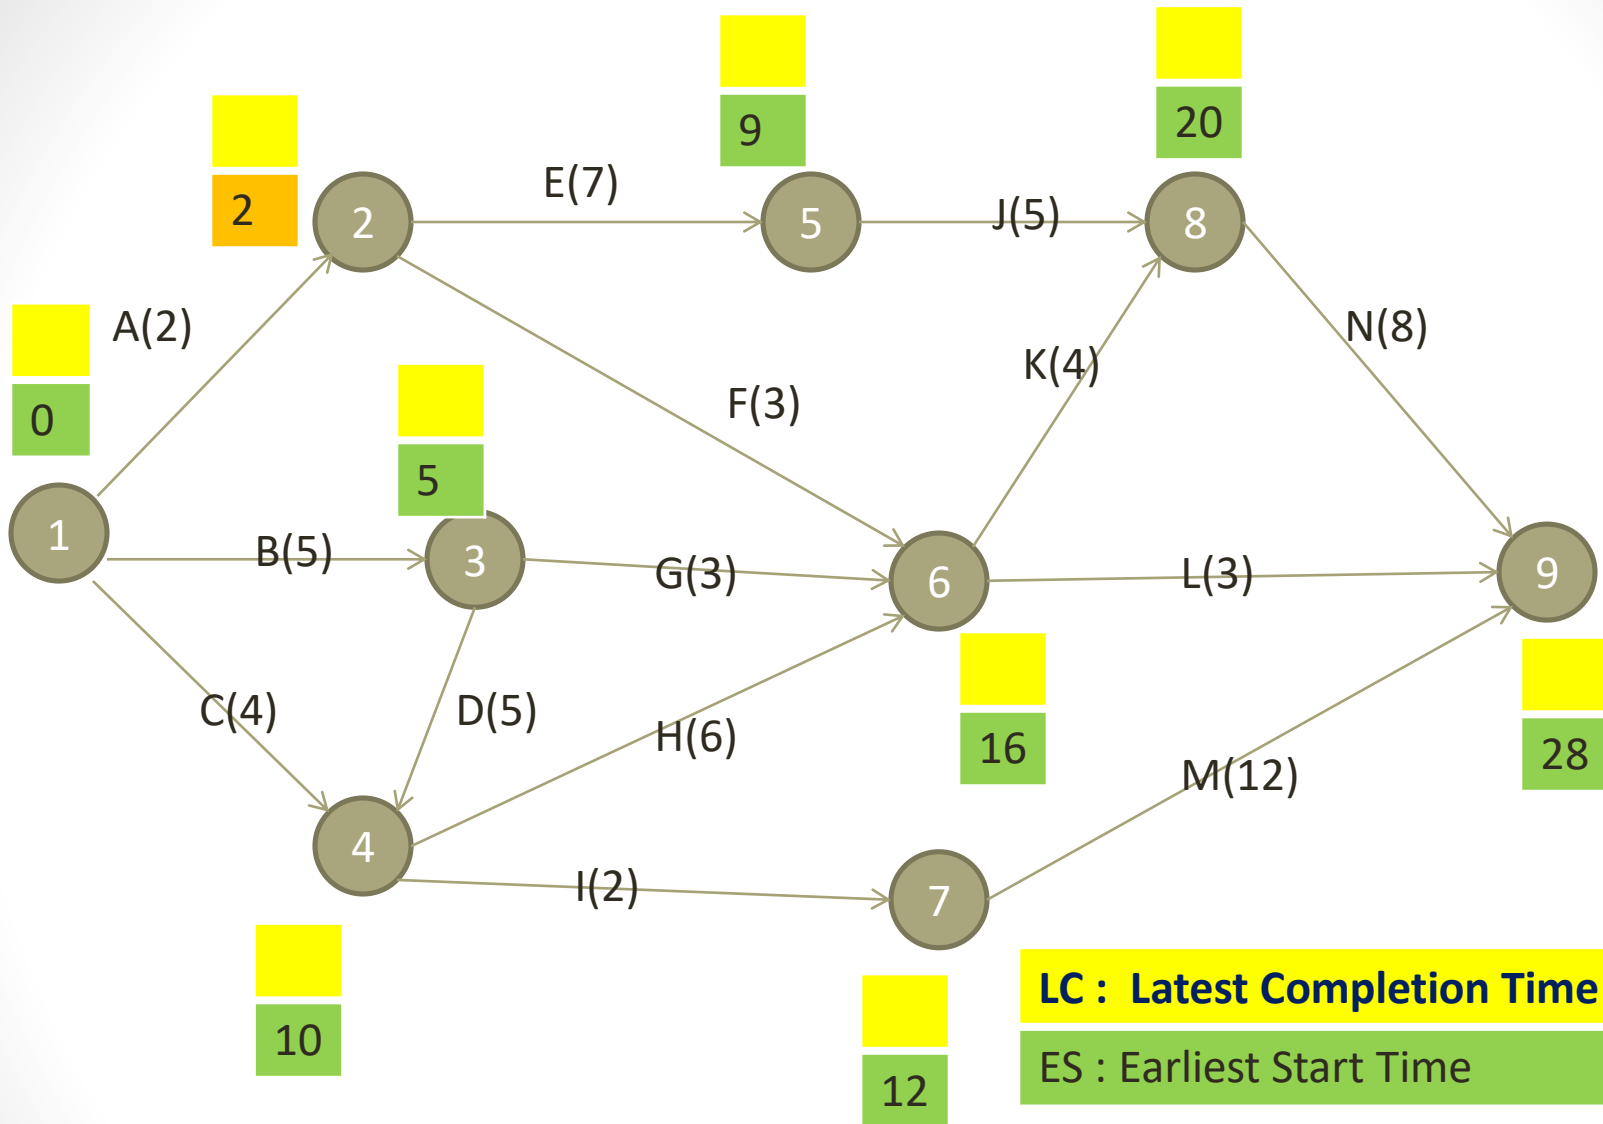 20
9
E(7)
2
2
5
J(5)
8
A(2)
N(8)
K(4)
F(3)
0
5
1
B(5)
3
G(3)
6
L(3)
9
C(4)
D(5)
H(6)
16
28
M(12)
4
I(2)
7
LC : Latest Completion Time
10
ES : Earliest Start Time
12